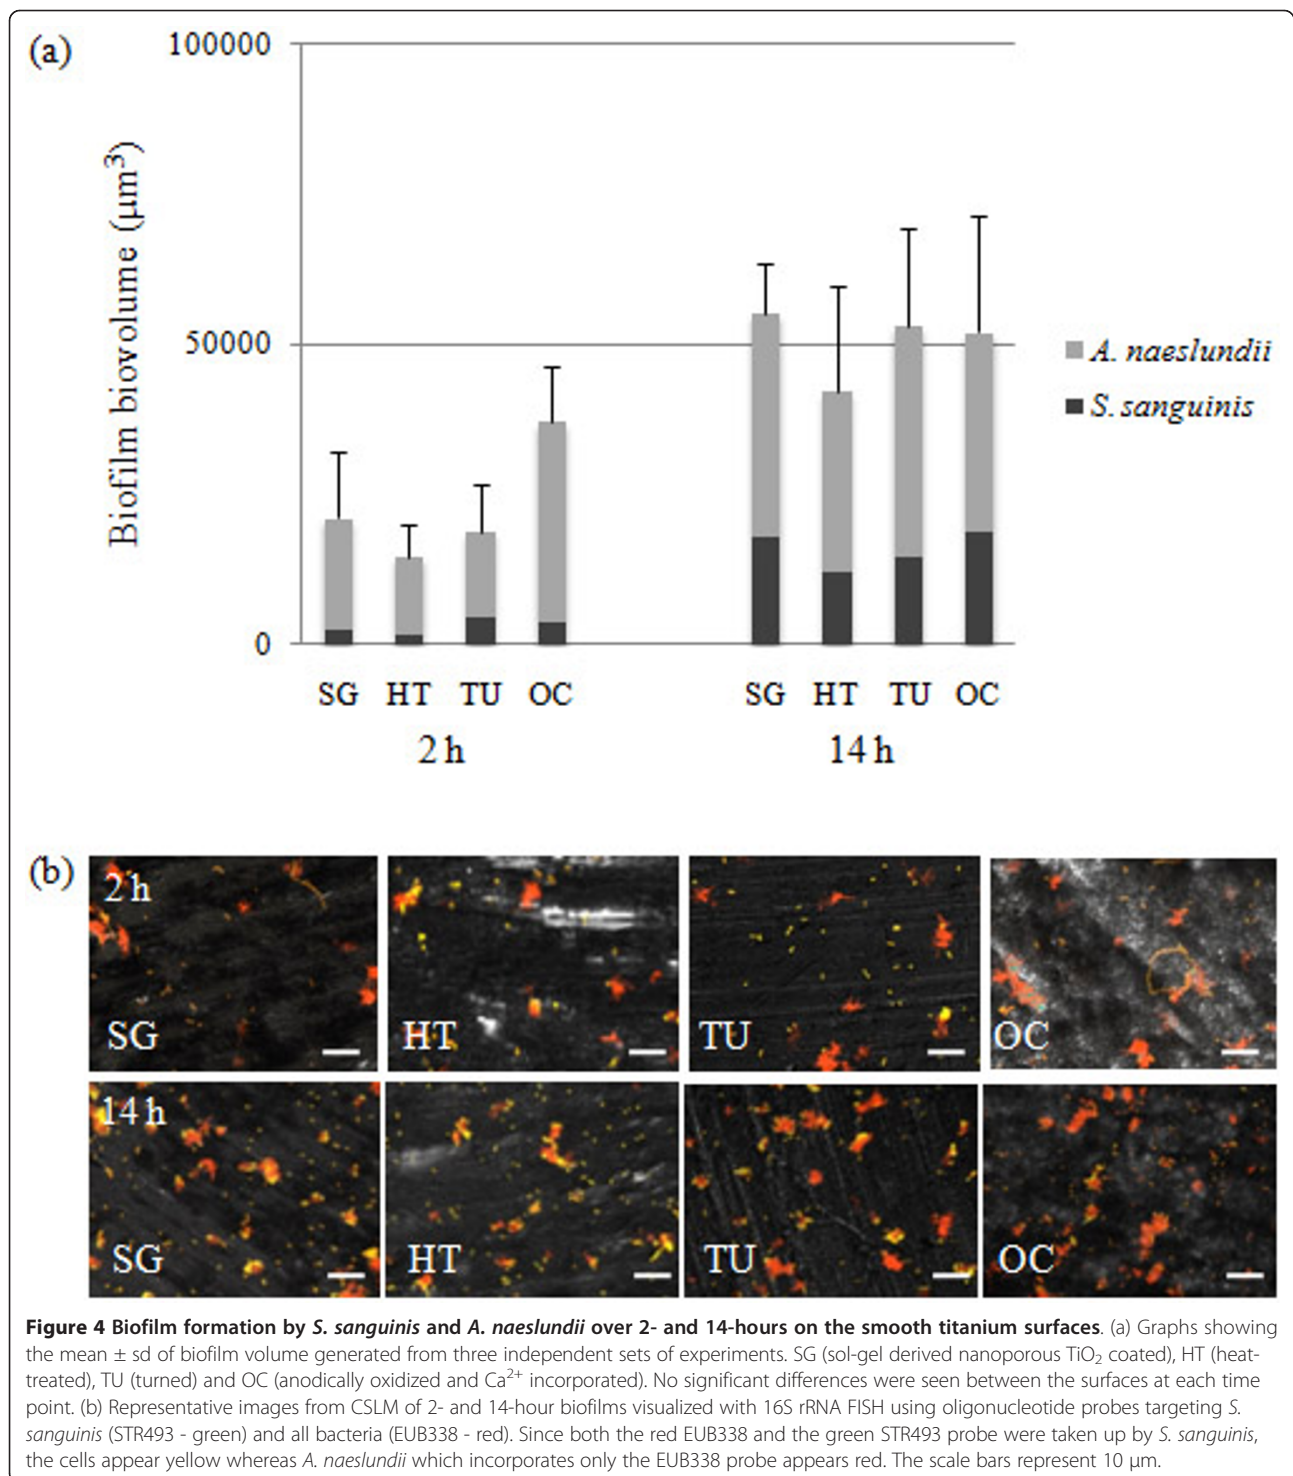 (a)
100000
50000
0
Biofilm biovolume (μm³)
A. naeslundii
S. sanguinis
SG HT TU OC SG HT TU OC
2 h 14 h
(b)
2 h
SG HT TU OC
14 h
SG HT TU OC
Figure 4 Biofilm formation by S. sanguinis and A. naeslundii over 2- and 14-hours on the smooth titanium surfaces. (a) Graphs showing
the mean ± sd of biofilm volume generated from three independent sets of experiments. SG (sol-gel derived nanoporous TiO₂ coated), HT (heat-
treated), TU (turned) and OC (anodically oxidized and Ca²⁺ incorporated). No significant differences were seen between the surfaces at each time
point. (b) Representative images from CSLM of 2- and 14-hour biofilms visualized with 16S rRNA FISH using oligonucleotide probes targeting S.
sanguinis (STR493 - green) and all bacteria (EUB338 - red). Since both the red EUB338 and the green STR493 probe were taken up by S. sanguinis,
the cells appear yellow whereas A. naeslundii which incorporates only the EUB338 probe appears red. The scale bars represent 10 μm.